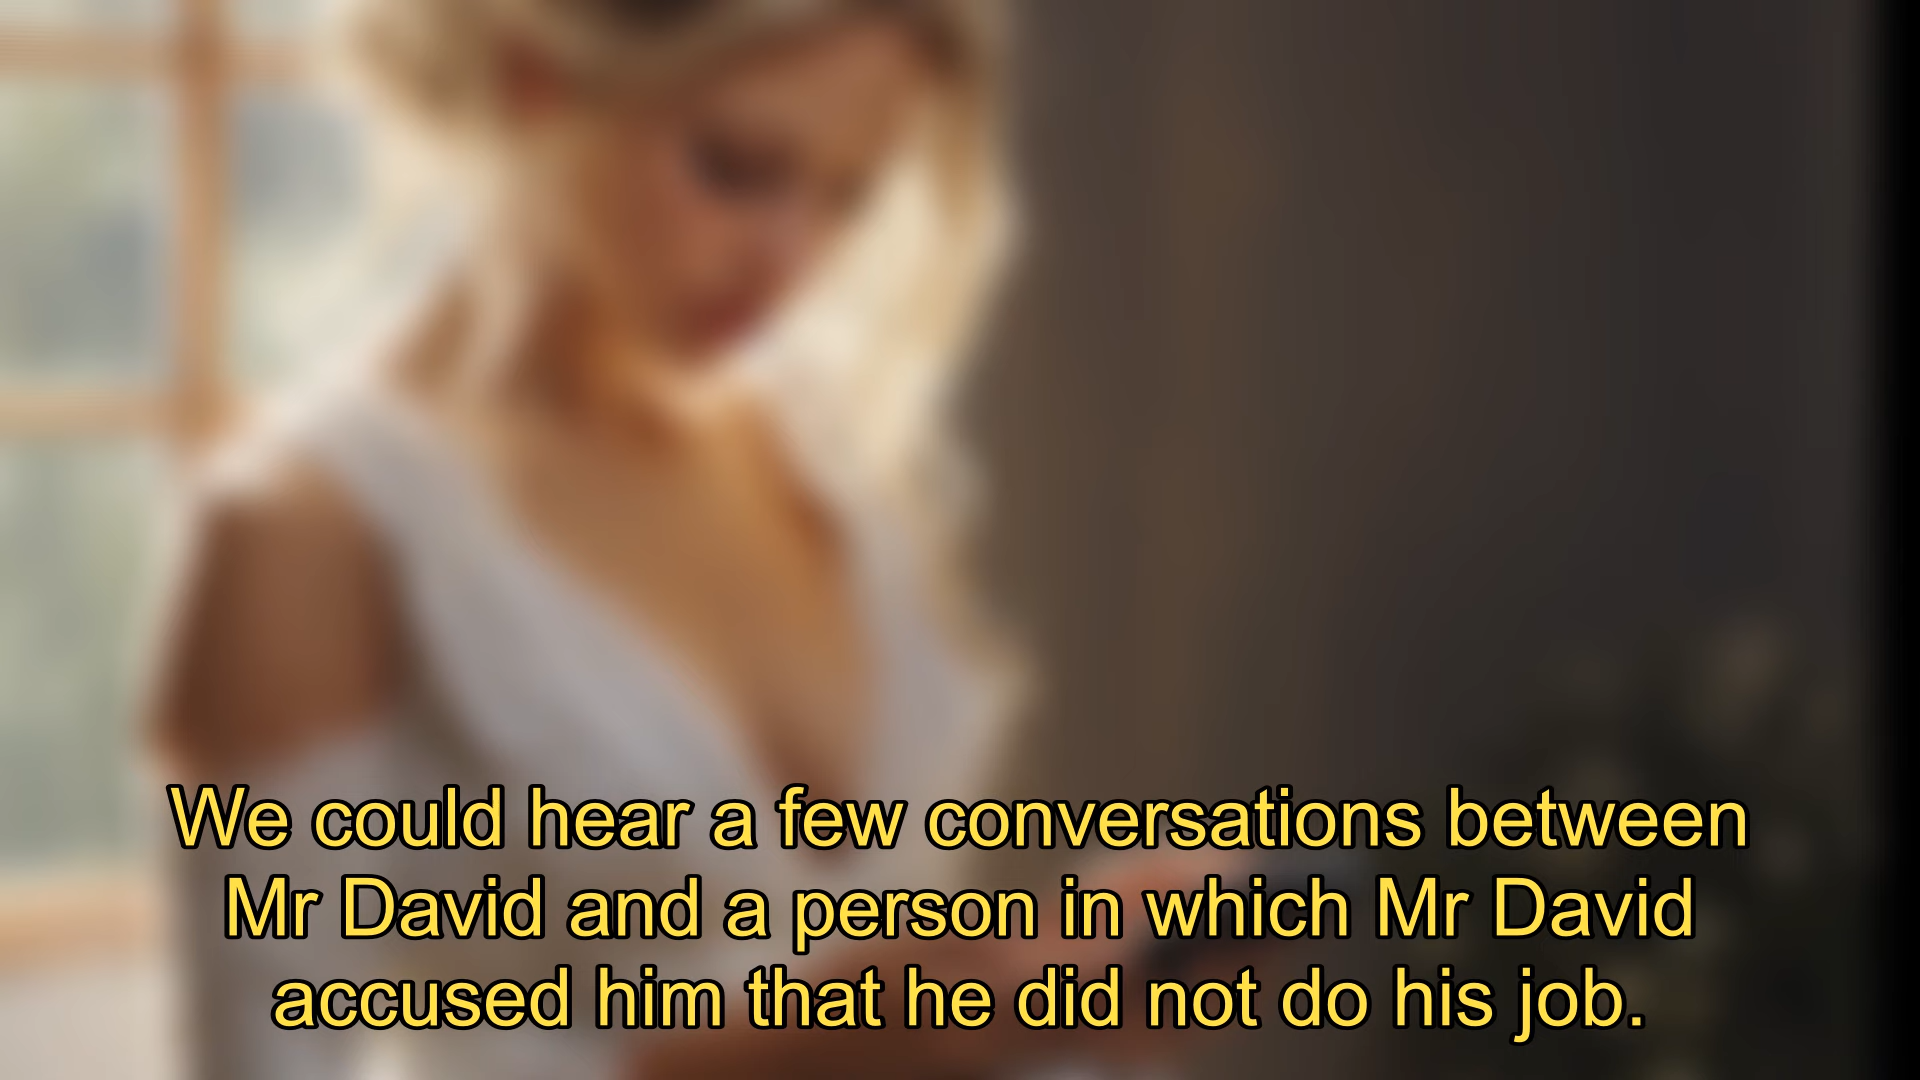 We could hear a few conversations between
Mr David and a person in which Mr David
accused him that he did not do his job.